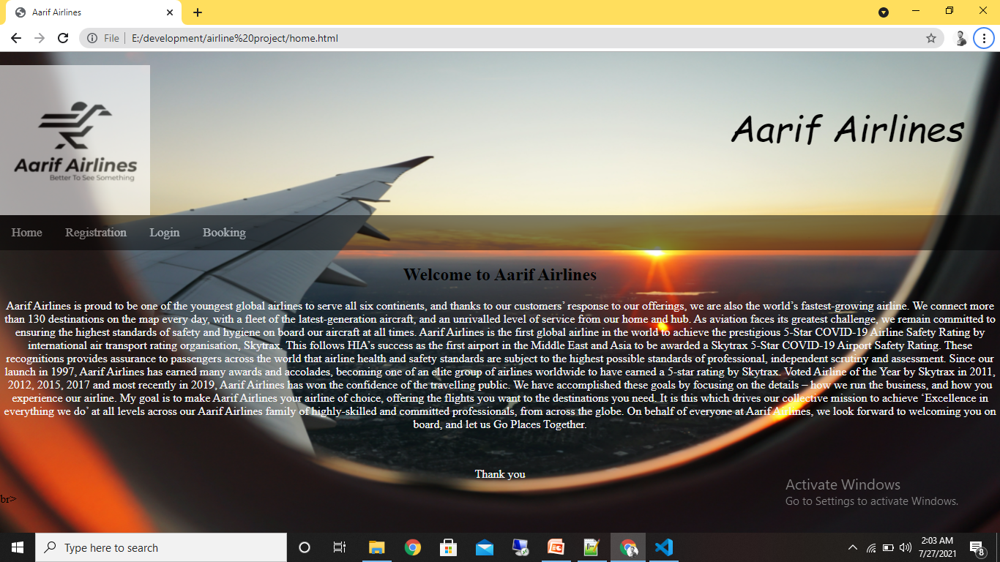 Aarif Airlines
File
E:/development/airline%20project/home.html
Aarif Airlines
Better To See Something
Aarif Airlines
Home Registration Login Booking
Welcome to Aarif Airlines
Aarif Airlines is proud to be one of the youngest global airlines to serve all six continents, and thanks to our customers’ response to our offerings, we are also the world’s fastest-growing airline. We connect more
than 130 destinations on the map every day, with a fleet of the latest-generation aircraft, and an unrivalled level of service from our home and hub. As aviation faces its greatest challenge, we remain committed to
ensuring the highest standards of safety and hygiene on board our aircraft at all times. Aarif Airlines is the first global airline in the world to achieve the prestigious 5-Star COVID-19 Airline Safety Rating by
international air transport rating organisation, Skytrax. This follows HIA’s success as the first airport in the Middle East and Asia to be awarded a Skytrax 5-Star COVID-19 Airport Safety Rating. These
recognitions provides assurance to passengers across the world that airline health and safety standards are subject to the highest possible standards of professional, independent scrutiny and assessment. Since our
launch in 1997, Aarif Airlines has earned many awards and accolades, becoming one of an elite group of airlines worldwide to have earned a 5-star rating by Skytrax. Voted Airline of the Year by Skytrax in 2011,
2012, 2015, 2017 and most recently in 2019, Aarif Airlines has won the confidence of the travelling public. We have accomplished these goals by focusing on the details – how we run the business, and how you
experience our airline. My goal is to make Aarif Airlines your airline of choice, offering the flights you want to the destinations you need. It is this which drives our collective mission to achieve ‘Excellence in
everything we do’ at all levels across our Aarif Airlines family of highly-skilled and committed professionals, from across the globe. On behalf of everyone at Aarif Airlines, we look forward to welcoming you on
board, and let us Go Places Together.
Thank you
br>
Activate Windows
Go to Settings to activate Windows.
Type here to search
2:03 AM
7/27/2021
8